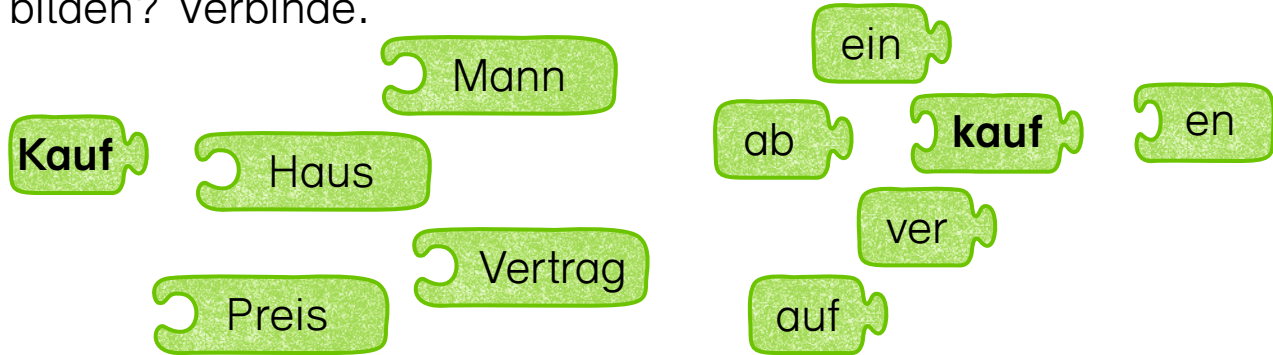 bilden? Verbinde.
Kauf
Mann
Haus
Vertrag
Preis
ein
ab
kauf
en
ver
auf